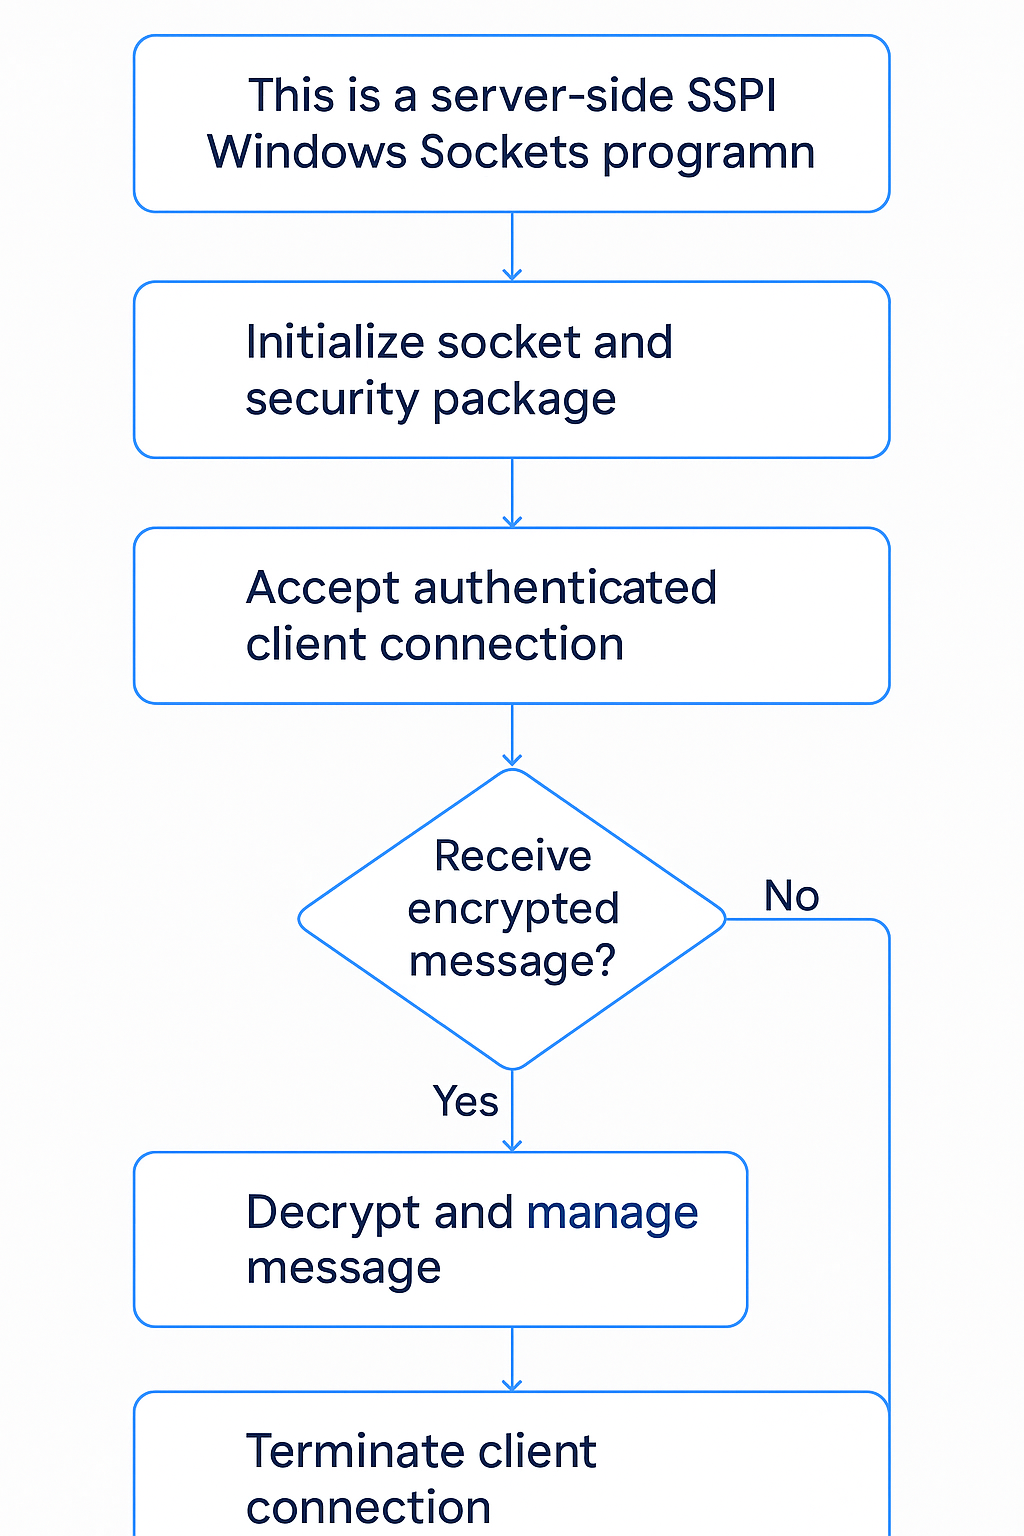 This is a server-side SSPI
Windows Sockets programn
Initialize socket and
security package
Accept authenticated
client connection
Receive
encrypted
message?
No
Yes
Decrypt and manage
message
Terminate client
connection